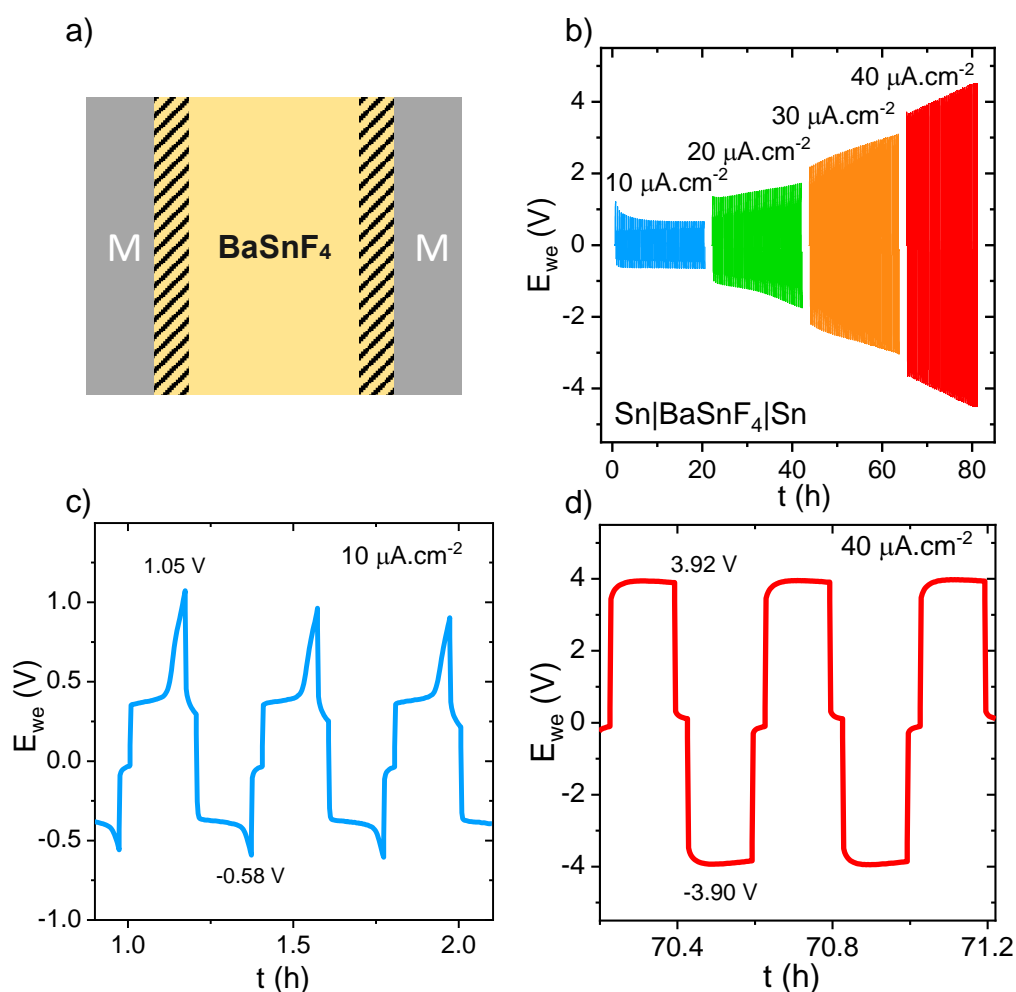 a)
M
BaSnF₄
M
b)
40 μA.cm⁻²
30 μA.cm⁻²
20 μA.cm⁻²
10 μA.cm⁻²
4
2
0
-2
-4
E_we (V)
Sn|BaSnF₄|Sn
0 20 40 60 80
t (h)
c)
1.05 V
10 μA.cm⁻²
1.0
0.5
0.0
-0.5
-1.0
E_we (V)
-0.58 V
1.0 1.5 2.0
t (h)
d)
3.92 V
40 μA.cm⁻²
4
2
0
-2
-4
E_we (V)
-3.90 V
70.4 70.8 71.2
t (h)